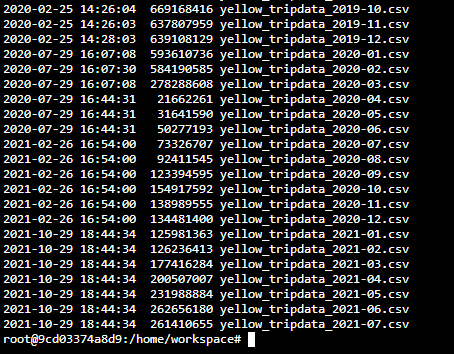 2020-02-25 14:26:04  669168416 yellow_tripdata_2019-10.csv
2020-02-25 14:26:03  637807959 yellow_tripdata_2019-11.csv
2020-02-25 14:28:03  639108129 yellow_tripdata_2019-12.csv
2020-07-29 16:07:08  593610736 yellow_tripdata_2020-01.csv
2020-07-29 16:07:30  584190585 yellow_tripdata_2020-02.csv
2020-07-29 16:07:08  278288608 yellow_tripdata_2020-03.csv
2020-07-29 16:44:31   21662261 yellow_tripdata_2020-04.csv
2020-07-29 16:44:31   31641590 yellow_tripdata_2020-05.csv
2020-07-29 16:44:31   50277193 yellow_tripdata_2020-06.csv
2021-02-26 16:54:00   73326707 yellow_tripdata_2020-07.csv
2021-02-26 16:54:00   92411545 yellow_tripdata_2020-08.csv
2021-02-26 16:54:00  123394595 yellow_tripdata_2020-09.csv
2021-02-26 16:54:00  154917592 yellow_tripdata_2020-10.csv
2021-02-26 16:54:00  138989555 yellow_tripdata_2020-11.csv
2021-02-26 16:54:00  134481400 yellow_tripdata_2020-12.csv
2021-10-29 18:44:34  125981363 yellow_tripdata_2021-01.csv
2021-10-29 18:44:34  126236413 yellow_tripdata_2021-02.csv
2021-10-29 18:44:34  177416284 yellow_tripdata_2021-03.csv
2021-10-29 18:44:34  200507007 yellow_tripdata_2021-04.csv
2021-10-29 18:44:34  231988884 yellow_tripdata_2021-05.csv
2021-10-29 18:44:34  262656180 yellow_tripdata_2021-06.csv
2021-10-29 18:44:34  261410655 yellow_tripdata_2021-07.csv
root@9cd03374a8d9:/home/workspace#